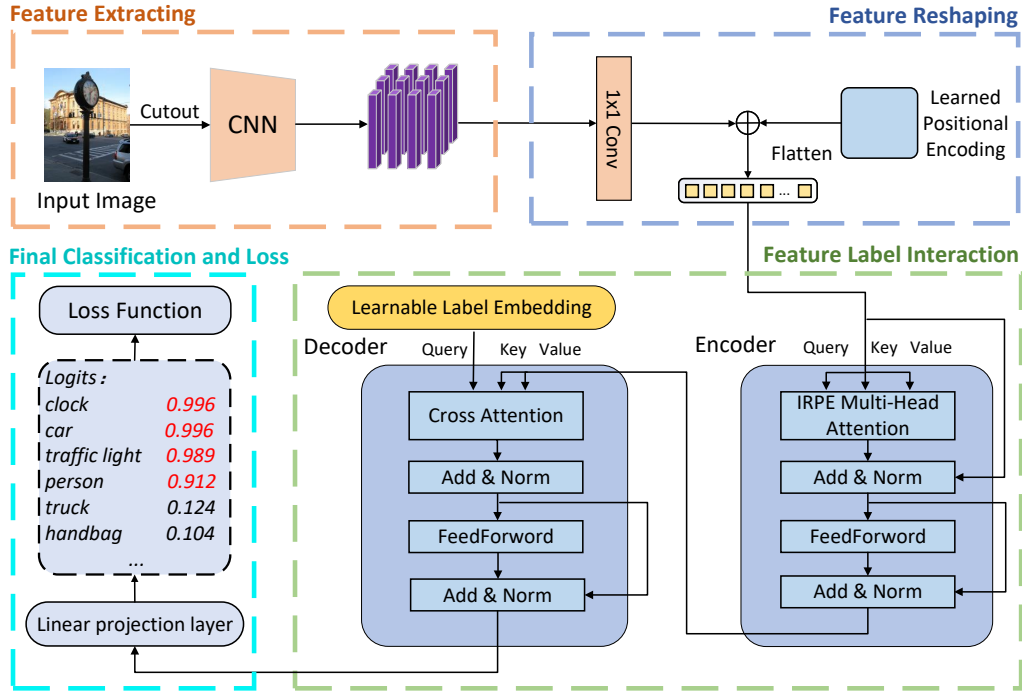 Feature Extracting
Feature Reshaping
Cutout
CNN
Input Image
1x1 Conv
Flatten
Learned
Positional
Encoding
...
Final Classification and Loss
Feature Label Interaction
Loss Function
Logits:
clock 0.996
car 0.996
traffic light 0.989
person 0.912
truck 0.124
handbag 0.104
...
Linear projection layer
Learnable Label Embedding
Decoder
Query Key Value
Cross Attention
Add & Norm
FeedForword
Add & Norm
Encoder
Query Key Value
IRPE Multi-Head
Attention
Add & Norm
FeedForword
Add & Norm